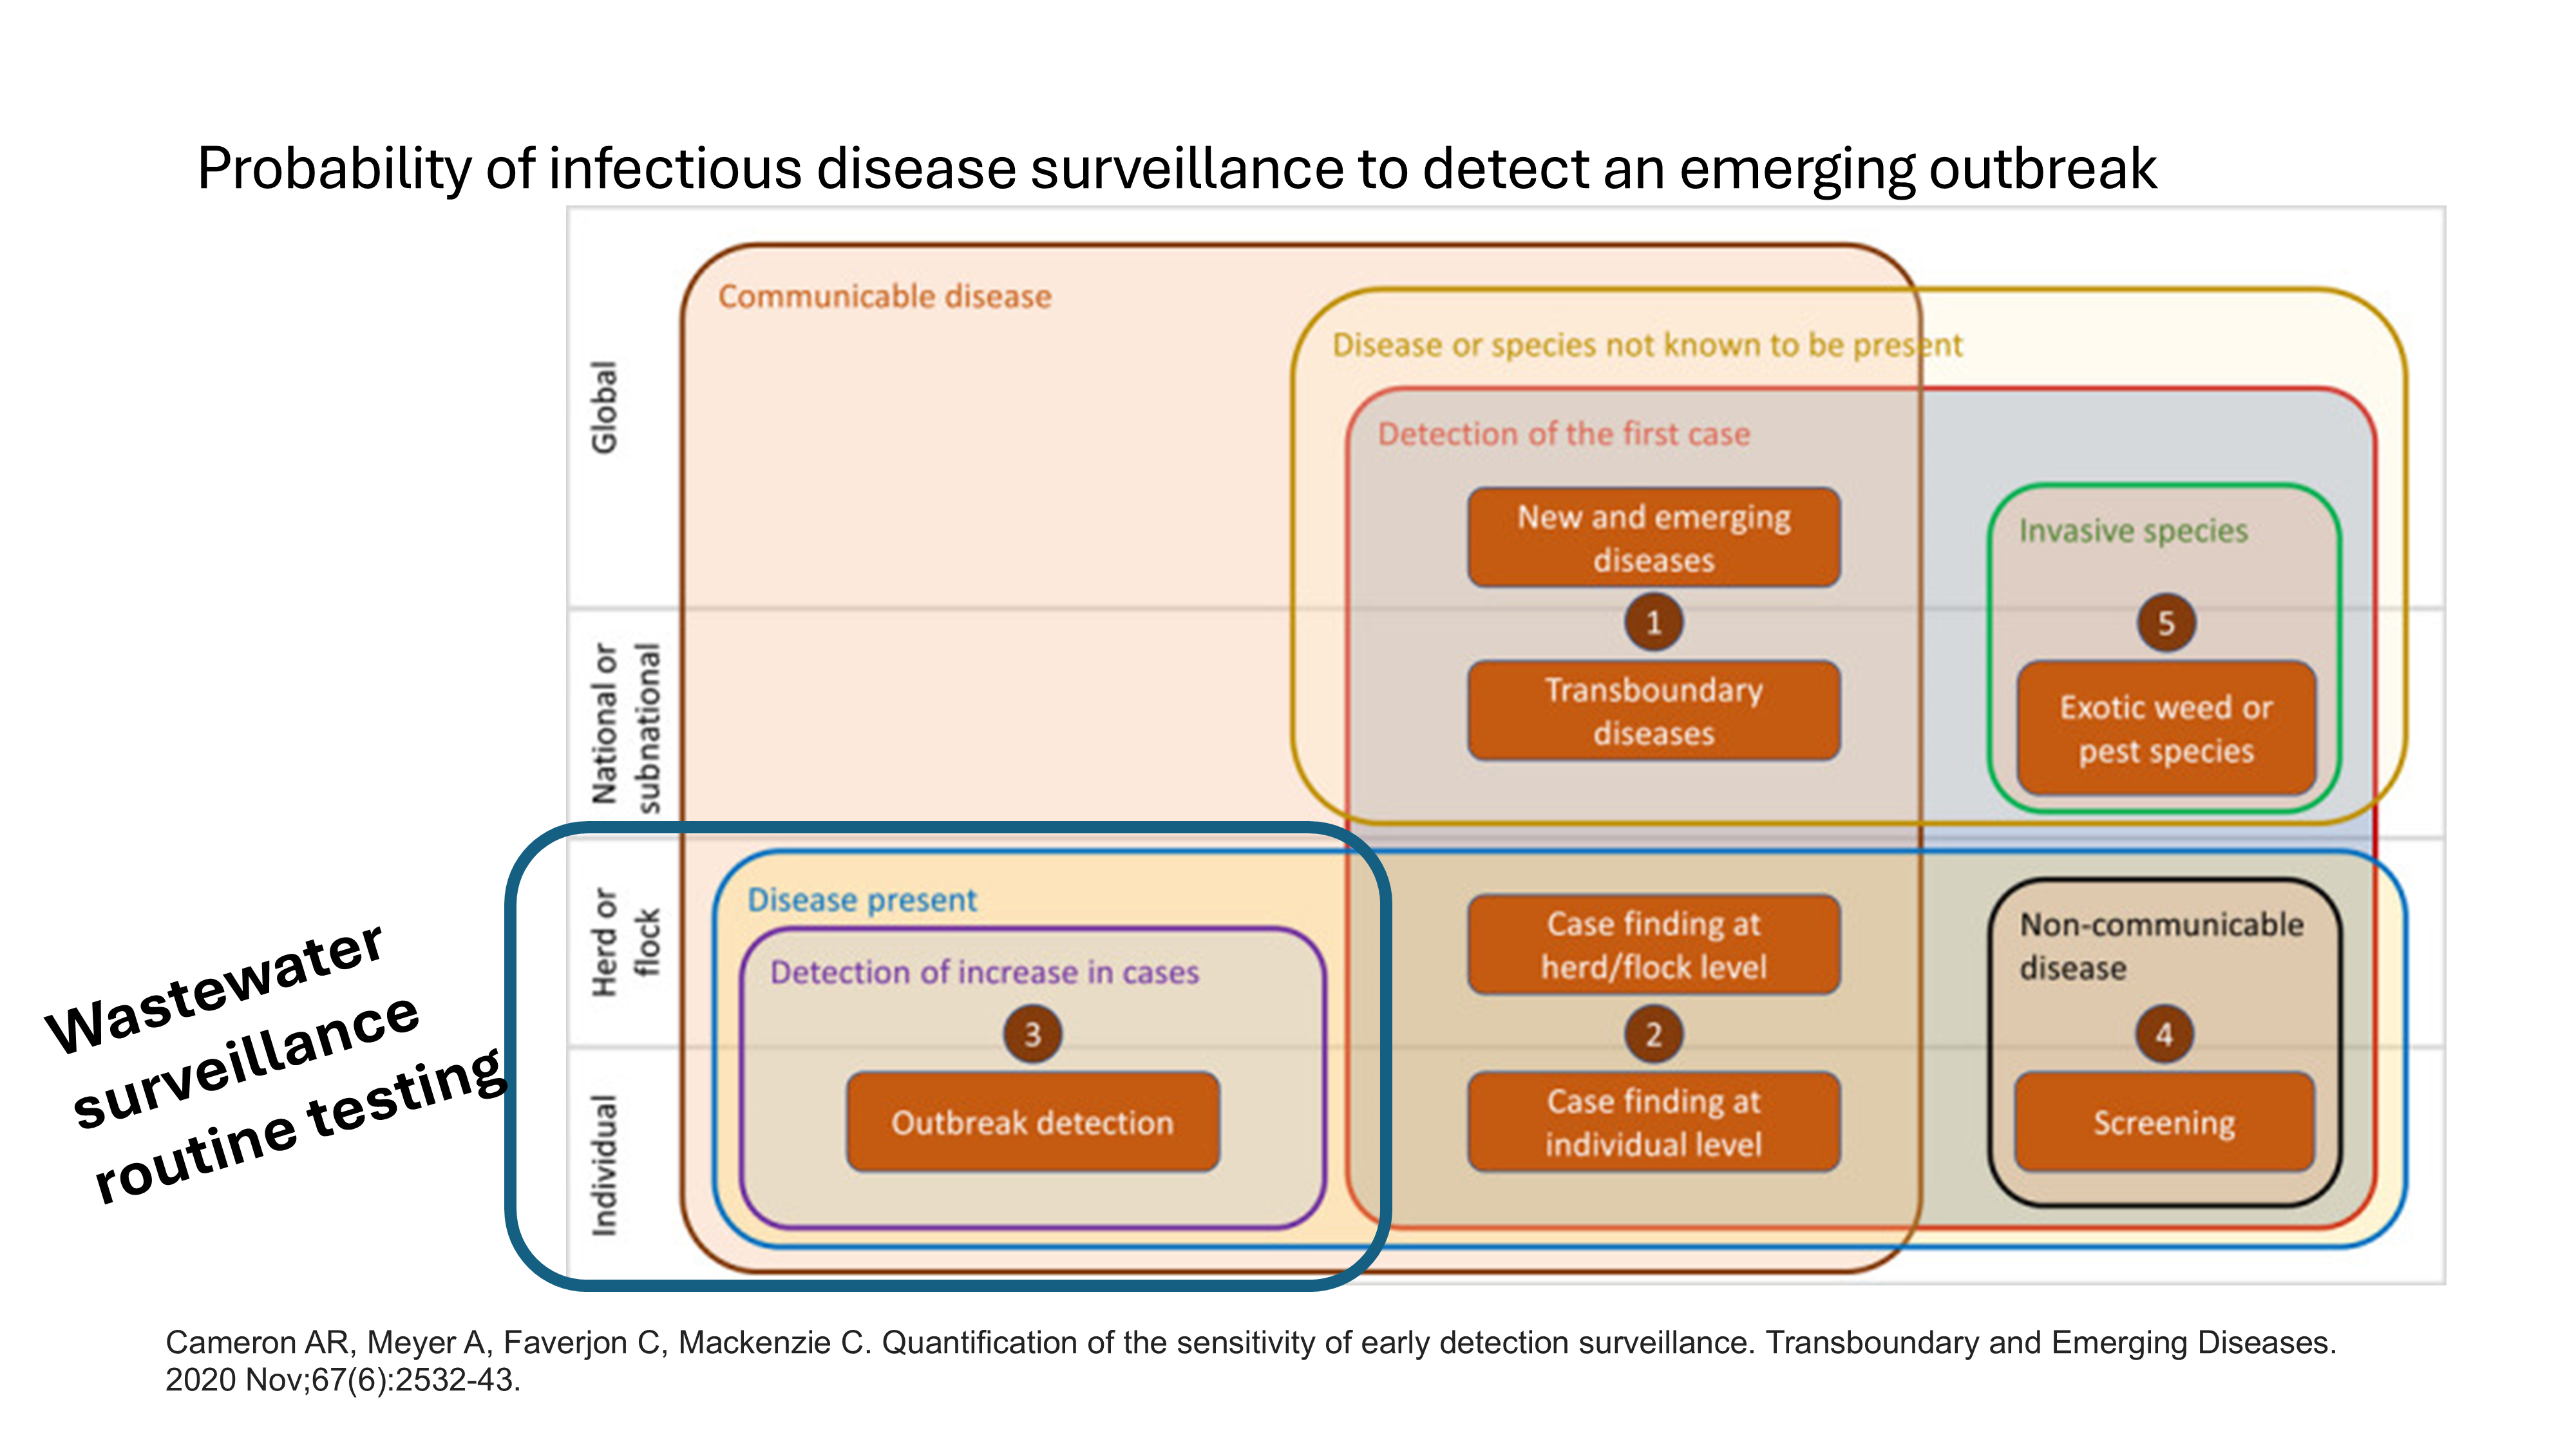 Probability of infectious disease surveillance to detect an emerging outbreak
Global
Communicable disease
Disease or species not known to be present
Detection of the first case
New and emerging
diseases
1
Invasive species
5
National or
subnational
Transboundary
diseases
Exotic weed or
pest species
Wastewater
surveillance
routine testing
Herd or
flock
Disease present
Detection of increase in cases
3
Case finding at
herd/flock level
2
Non-communicable
disease
4
Individual
Outbreak detection
Case finding at
individual level
Screening
Cameron AR, Meyer A, Faverjon C, Mackenzie C. Quantification of the sensitivity of early detection surveillance. Transboundary and Emerging Diseases.
2020 Nov;67(6):2532-43.